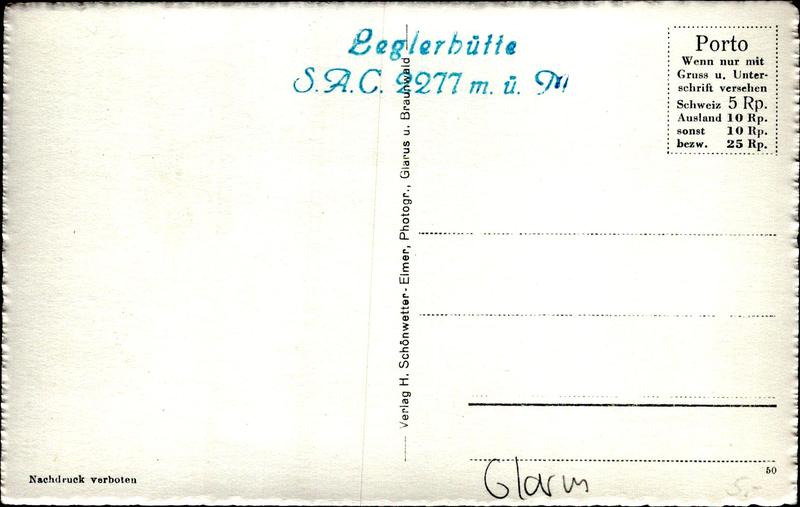 Leglerhütte
S.A.C. 2277 m. ü. M
Porto
Wenn nur mit
Gruss u. Unter-
schrift versehen
Schweiz 5 Rp.
Ausland 10 Rp.
sonst 10 Rp.
bezw. 25 Rp.
Verlag H. Schönwetter-Elmer, Photogr., Glarus u. Braunwald
Nachdruck verboten
50
Glarus
5.-